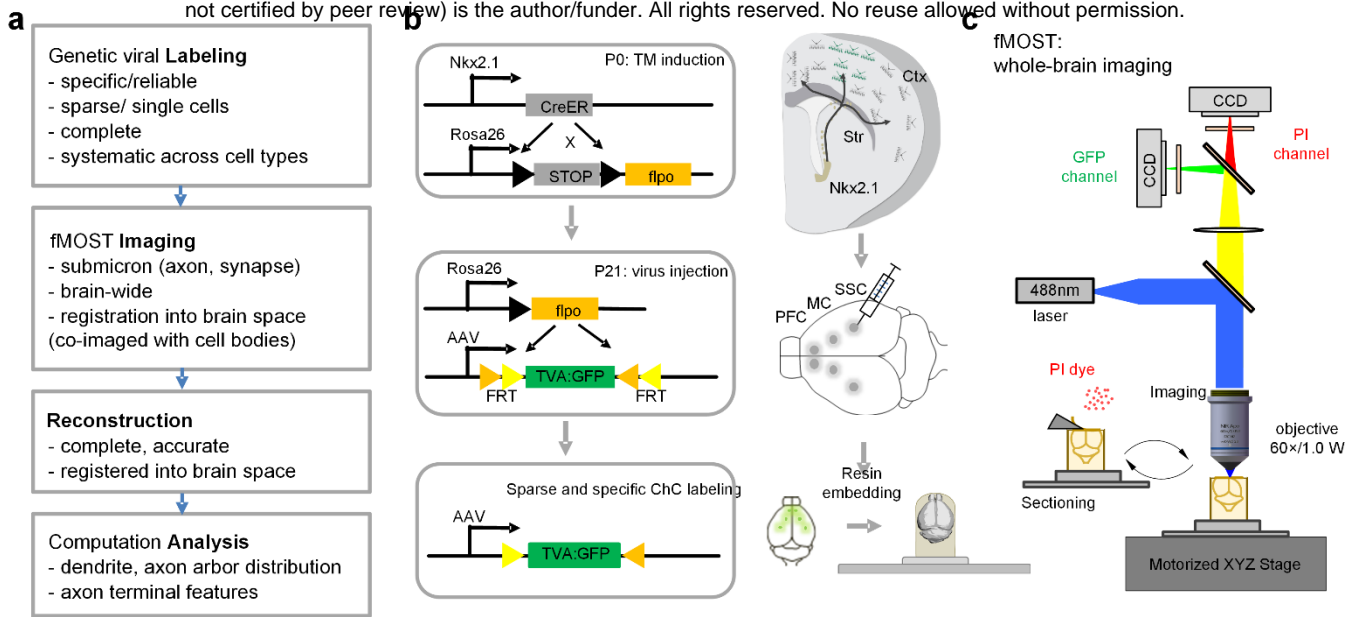 not certified by peer review) is the author/funder. All rights reserved. No reuse allowed without permission.
a
Genetic viral Labeling
- specific/reliable
- sparse/ single cells
- complete
- systematic across cell types
fMOST Imaging
- submicron (axon, synapse)
- brain-wide
- registration into brain space
(co-imaged with cell bodies)
Reconstruction
- complete, accurate
- registered into brain space
Computation Analysis
- dendrite, axon arbor distribution
- axon terminal features
b
Nkx2.1
P0: TM induction
CreER
Rosa26
X
STOP
flpo
Rosa26
P21: virus injection
flpo
AAV
TVA:GFP
FRT
FRT
Sparse and specific ChC labeling
AAV
TVA:GFP
Ctx
Str
Nkx2.1
SSC
MC
PFC
Resin
embedding
c
fMOST:
whole-brain imaging
CCD
PI
channel
GFP
channel
CCD
488nm
laser
PI dye
Imaging
objective
60×/1.0 W
Sectioning
Motorized XYZ Stage